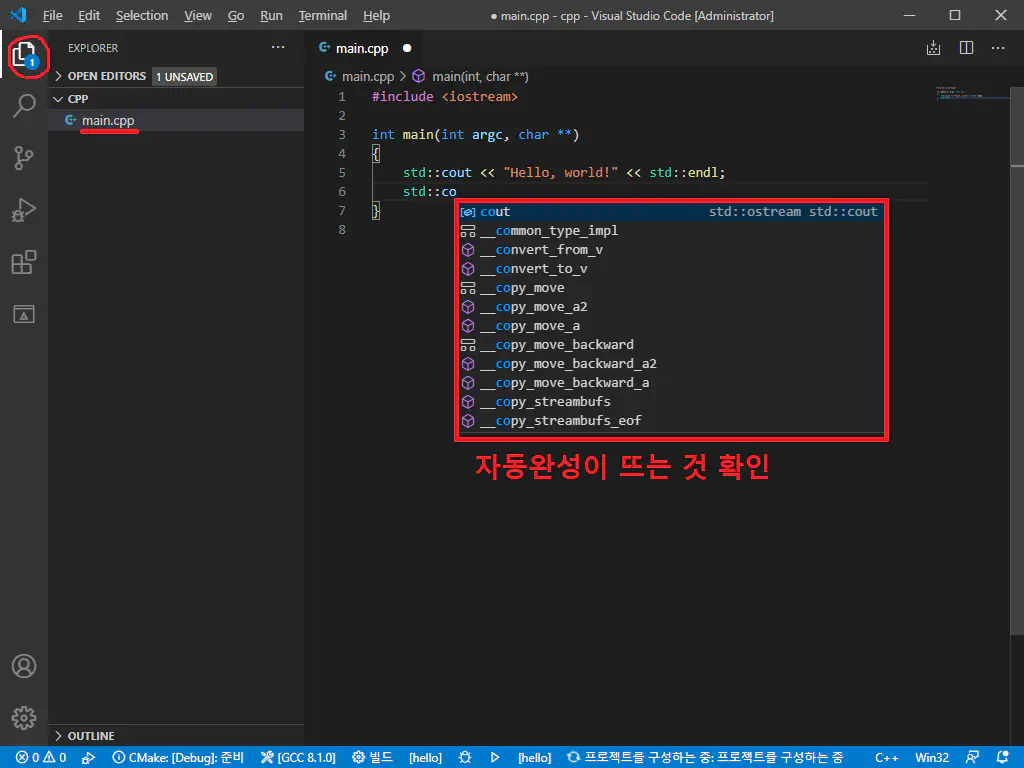 File Edit Selection View Go Run Terminal Help ● main.cpp - cpp - Visual Studio Code [Administrator]
1
EXPLORER
OPEN EDITORS 1 UNSAVED
CPP
main.cpp
main.cpp
main.cpp > main(int, char **)
1 #include <iostream>
2
3 int main(int argc, char **)
4 {
5 std::cout << "Hello, world!" << std::endl;
6 std::co
7 }
8
cout std::ostream std::cout
__common_type_impl
__convert_from_v
__convert_to_v
__copy_move
__copy_move_a2
__copy_move_a
__copy_move_backward
__copy_move_backward_a2
__copy_move_backward_a
__copy_streambufs
__copy_streambufs_eof
자동완성이 뜨는 것 확인
OUTLINE
0 0 CMake: [Debug]: 준비 [GCC 8.1.0] 빌드 [hello] [hello] 프로젝트를 구성하는 중: 프로젝트를 구성하는 중 C++ Win32